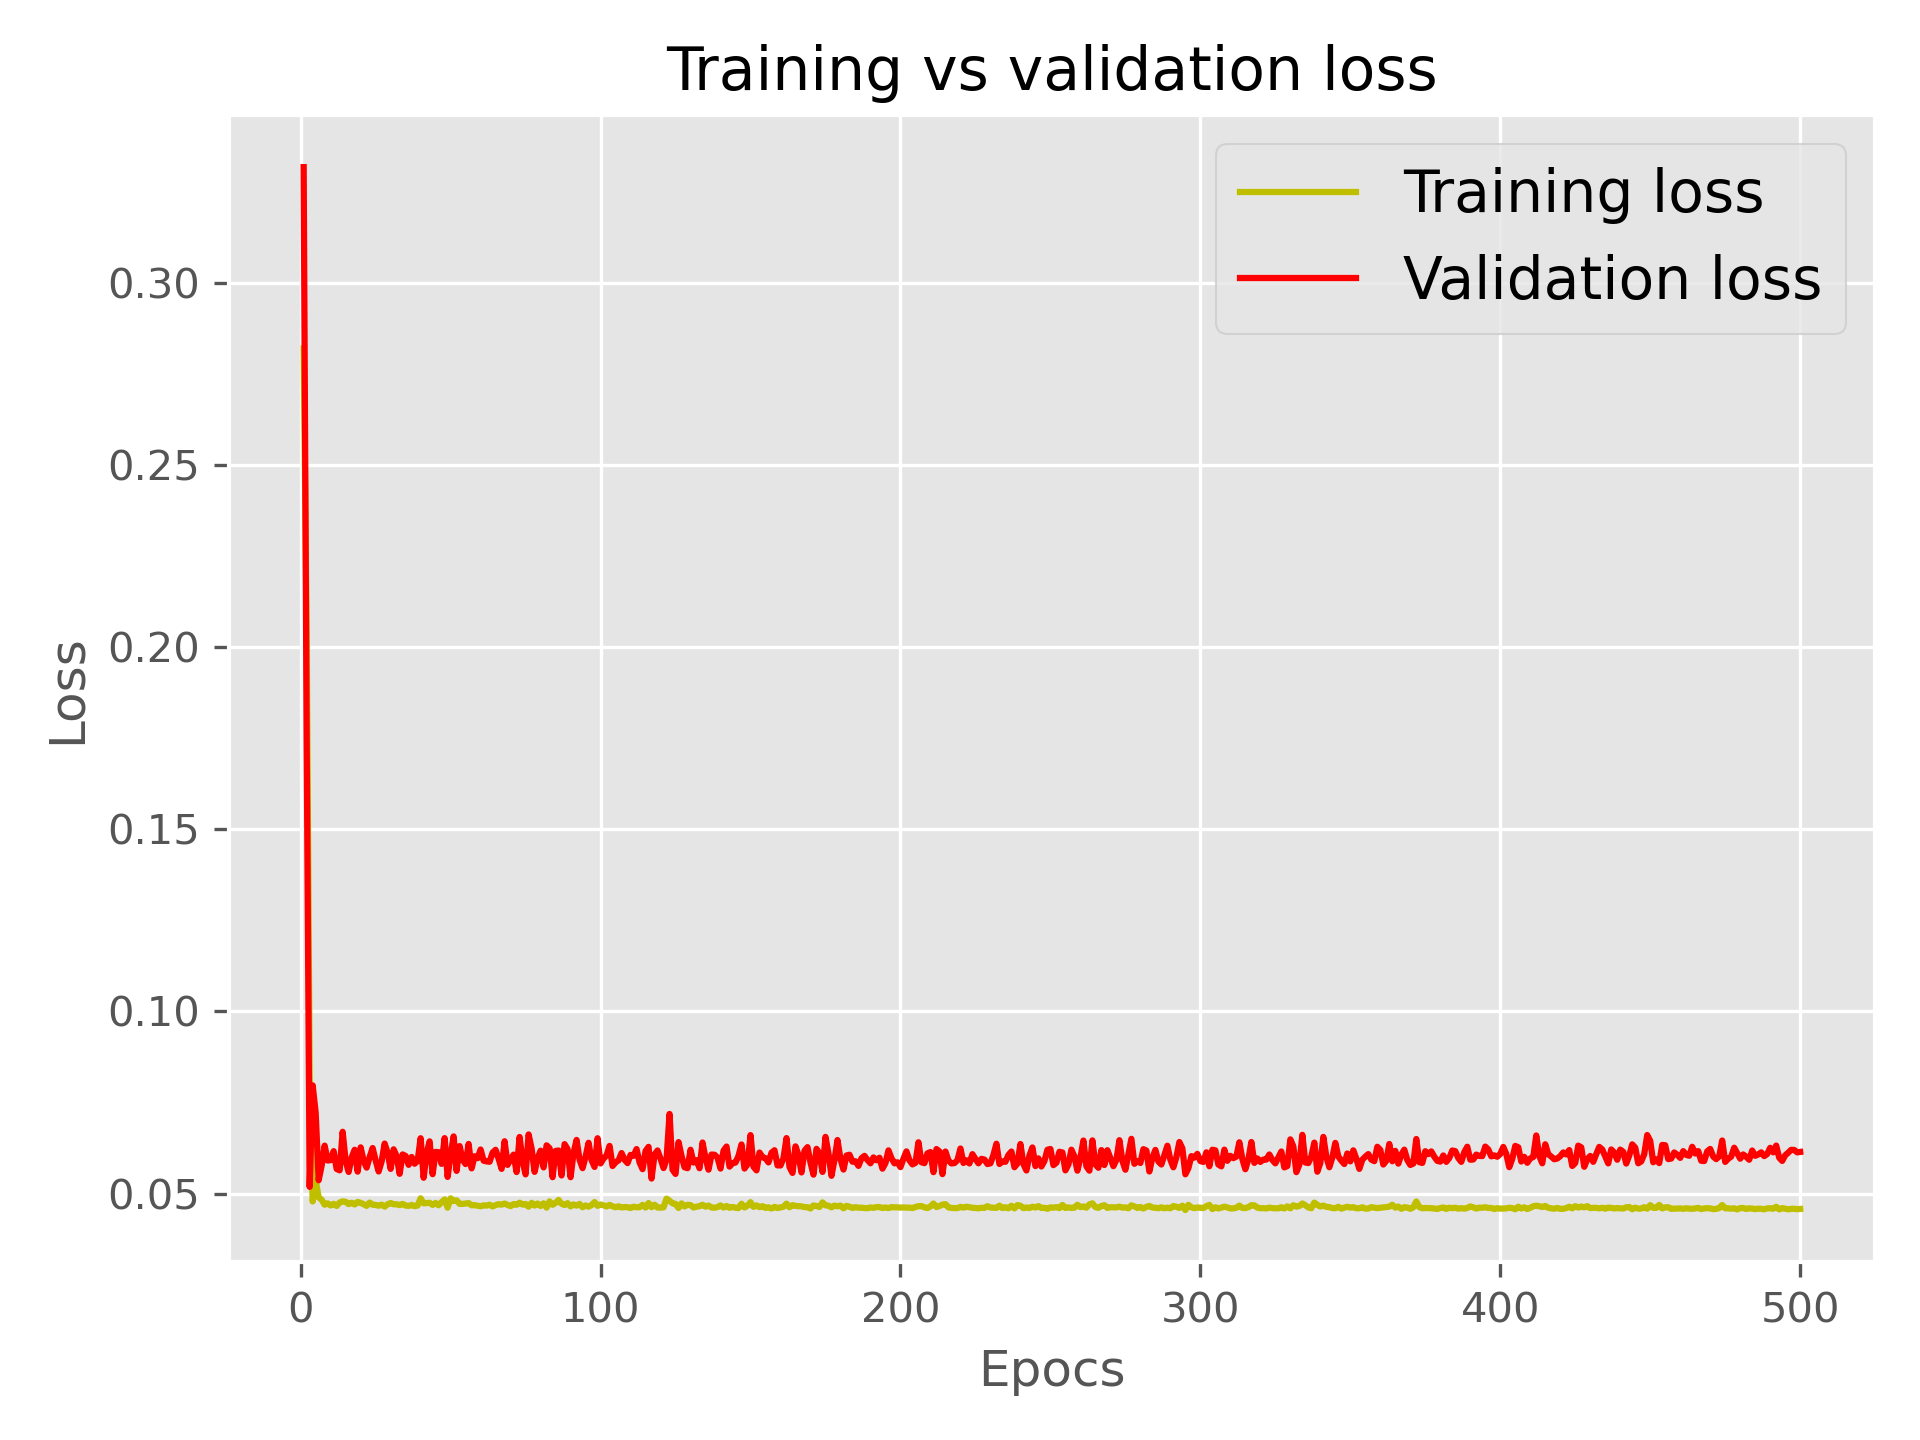 Training vs validation loss
Training loss
Validation loss
0.30
0.25
0.20
0.15
0.10
0.05
Loss
0 100 200 300 400 500
Epocs